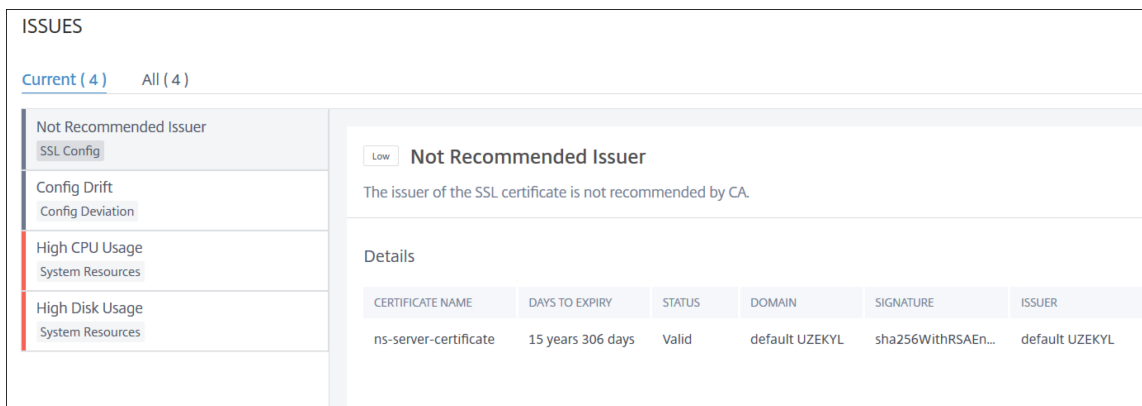 ISSUES
Current ( 4 ) All ( 4 )
Not Recommended Issuer
SSL Config
Config Drift
Config Deviation
High CPU Usage
System Resources
High Disk Usage
System Resources
Low Not Recommended Issuer
The issuer of the SSL certificate is not recommended by CA.
Details
CERTIFICATE NAME DAYS TO EXPIRY STATUS DOMAIN SIGNATURE ISSUER
ns-server-certificate 15 years 306 days Valid default UZEKYL sha256WithRSAEn... default UZEKYL